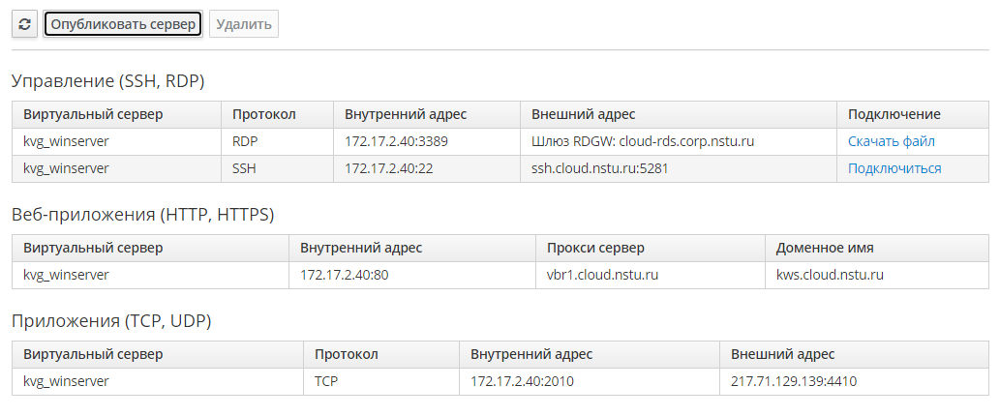 Опубликовать сервер Удалить
Управление (SSH, RDP)
Виртуальный сервер Протокол Внутренний адрес Внешний адрес Подключение
kvg_winserver RDP 172.17.2.40:3389 Шлюз RDGW: cloud-rds.corp.nstu.ru Скачать файл
kvg_winserver SSH 172.17.2.40:22 ssh.cloud.nstu.ru:5281 Подключиться
Веб-приложения (HTTP, HTTPS)
Виртуальный сервер Внутренний адрес Прокси сервер Доменное имя
kvg_winserver 172.17.2.40:80 vbr1.cloud.nstu.ru kws.cloud.nstu.ru
Приложения (TCP, UDP)
Виртуальный сервер Протокол Внутренний адрес Внешний адрес
kvg_winserver TCP 172.17.2.40:2010 217.71.129.139:4410